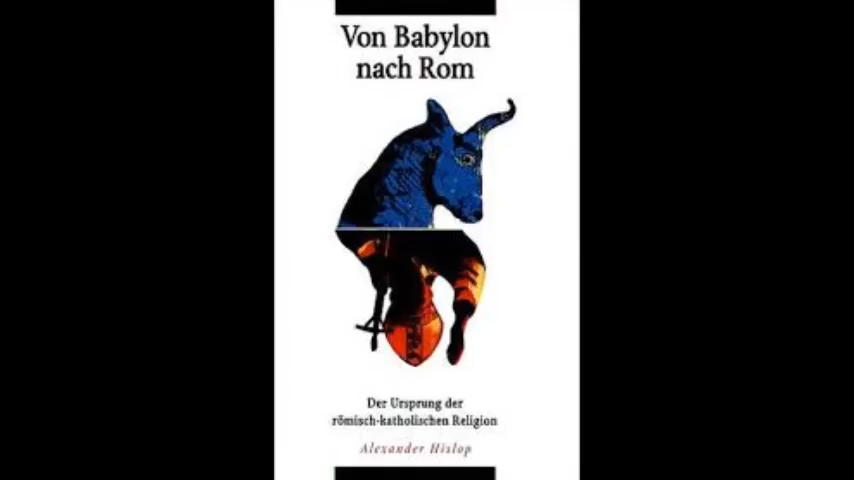 Von Babylon
nach Rom
Der Ursprung der
römisch-katholischen Religion
Alexander Hislop